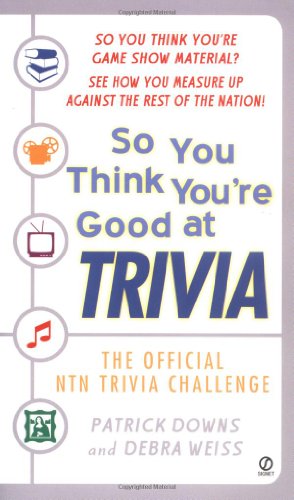 SO YOU THINK YOU'RE
GAME SHOW MATERIAL?
SEE HOW YOU MEASURE UP
AGAINST THE REST OF THE NATION!
So You
Think You're
Good at
TRIVIA
THE OFFICIAL
NTN TRIVIA CHALLENGE
PATRICK DOWNS
and DEBRA WEISS
SIGNET